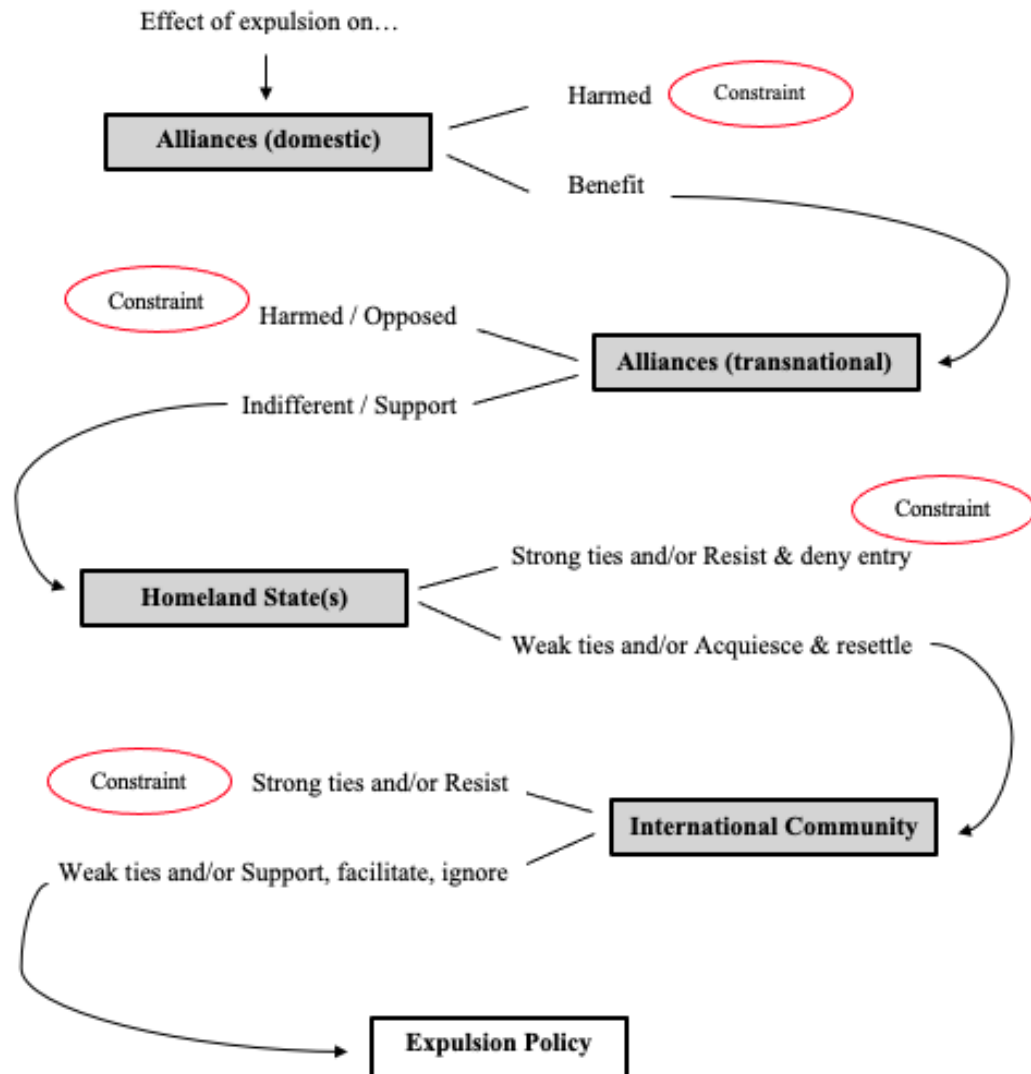 Effect of expulsion on…
Harmed
Constraint
Alliances (domestic)
Benefit
Constraint
Harmed / Opposed
Alliances (transnational)
Indifferent / Support
Constraint
Strong ties and/or Resist & deny entry
Homeland State(s)
Weak ties and/or Acquiesce & resettle
Constraint
Strong ties and/or Resist
International Community
Weak ties and/or Support, facilitate, ignore
Expulsion Policy